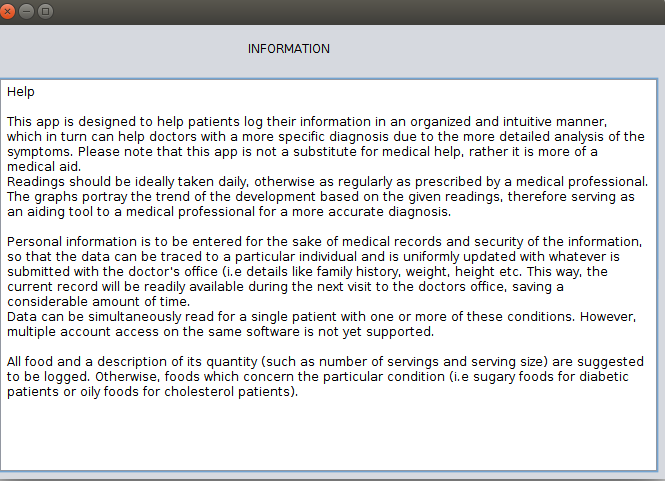 INFORMATION
Help
This app is designed to help patients log their information in an organized and intuitive manner,
which in turn can help doctors with a more specific diagnosis due to the more detailed analysis of the
symptoms. Please note that this app is not a substitute for medical help, rather it is more of a
medical aid.
Readings should be ideally taken daily, otherwise as regularly as prescribed by a medical professional.
The graphs portray the trend of the development based on the given readings, therefore serving as
an aiding tool to a medical professional for a more accurate diagnosis.
Personal information is to be entered for the sake of medical records and security of the information,
so that the data can be traced to a particular individual and is uniformly updated with whatever is
submitted with the doctor's office (i.e details like family history, weight, height etc. This way, the
current record will be readily available during the next visit to the doctors office, saving a
considerable amount of time.
Data can be simultaneously read for a single patient with one or more of these conditions. However,
multiple account access on the same software is not yet supported.
All food and a description of its quantity (such as number of servings and serving size) are suggested
to be logged. Otherwise, foods which concern the particular condition (i.e sugary foods for diabetic
patients or oily foods for cholesterol patients).